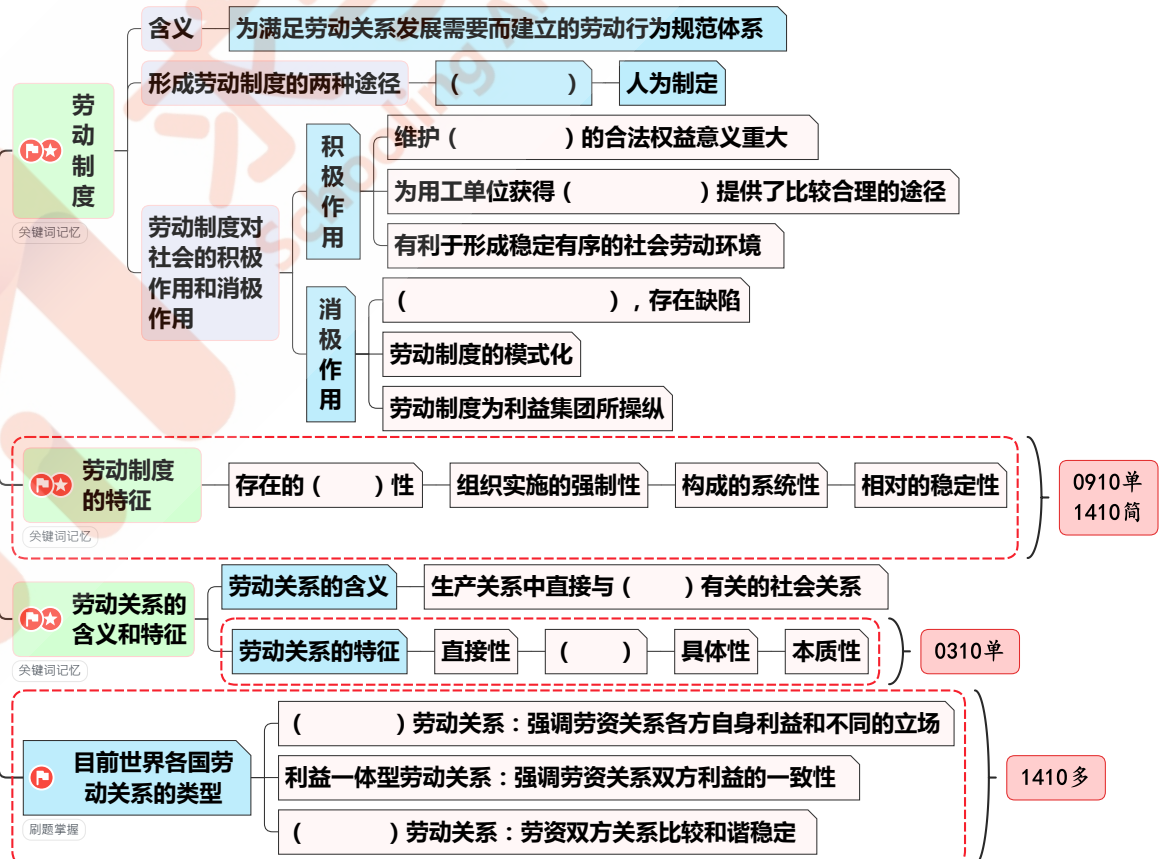 含义
为满足劳动关系发展需要而建立的劳动行为规范体系
形成劳动制度的两种途径
（          ）
人为制定
劳
动
制
度
关键词记忆
劳动制度对
社会的积极
作用和消极
作用
积
极
作
用
维护（          ）的合法权益意义重大
为用工单位获得（          ）提供了比较合理的途径
有利于形成稳定有序的社会劳动环境
消
极
作
用
（          ），存在缺陷
劳动制度的模式化
劳动制度为利益集团所操纵
劳动制度
的特征
关键词记忆
存在的（    ）性
组织实施的强制性
构成的系统性
相对的稳定性
0910单
1410简
劳动关系的
含义和特征
关键词记忆
劳动关系的含义
生产关系中直接与（    ）有关的社会关系
劳动关系的特征
直接性
（    ）
具体性
本质性
0310单
目前世界各国劳
动关系的类型
刷题掌握
（        ）劳动关系：强调劳资关系各方自身利益和不同的立场
利益一体型劳动关系：强调劳资关系双方利益的一致性
（        ）劳动关系：劳资双方关系比较和谐稳定
1410多